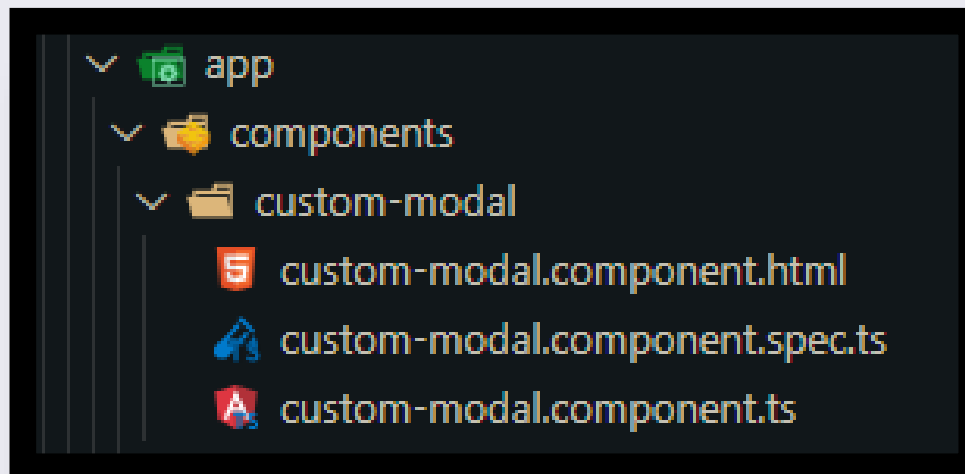 app
components
custom-modal
custom-modal.component.html
custom-modal.component.spec.ts
custom-modal.component.ts